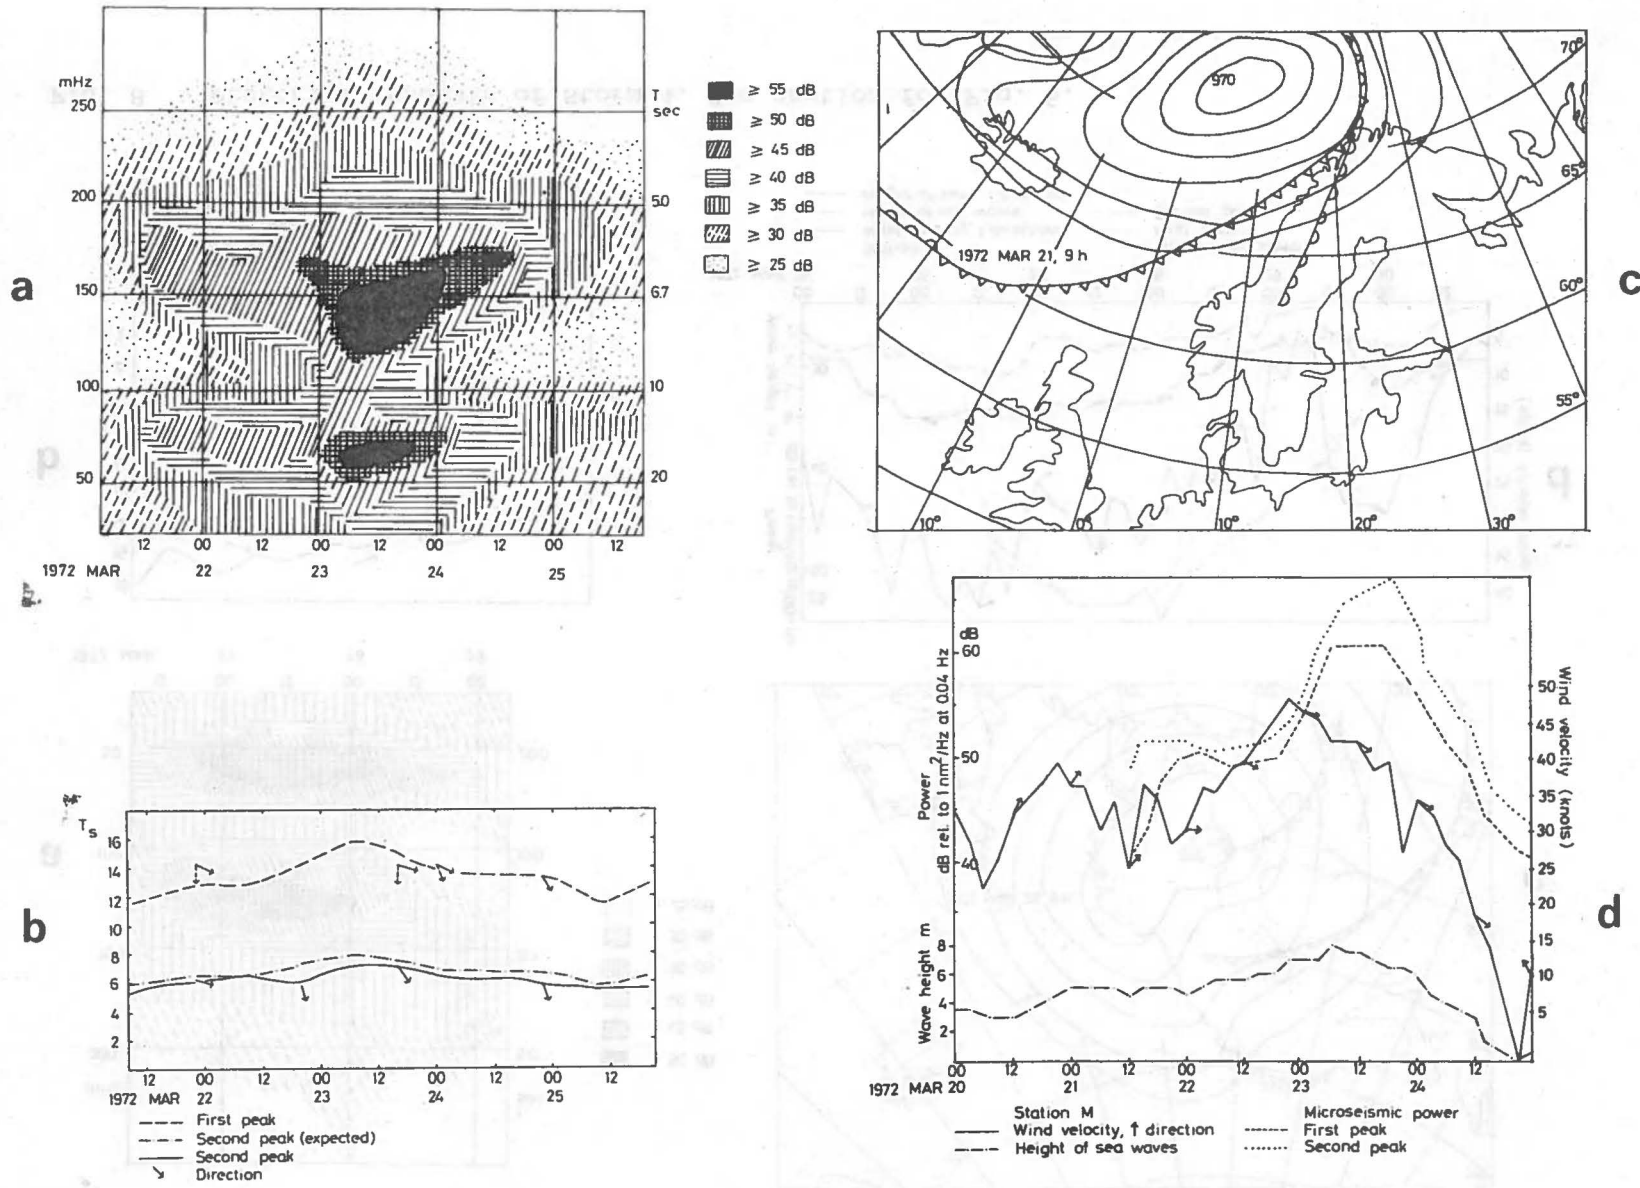 a
mHz
250
200
150
100
50
T
sec
5.0
6.7
10
20
12 00 12 00 12 00 12 00 12
1972 MAR 22 23 24 25
⩾ 55 dB
⩾ 50 dB
⩾ 45 dB
⩾ 40 dB
⩾ 35 dB
⩾ 30 dB
⩾ 25 dB
c
970
1972 MAR 21, 9 h
70°
65°
60°
55°
10° 0° 10° 20° 30°
b
T s
16
14
12
10
8
6
4
2
12 00 12 00 12 00 12 00 12
1972 MAR 22 23 24 25
First peak
Second peak (expected)
Second peak
Direction
d
dB
60
50
40
Power
dB rel. to 1 nm²/Hz at 0.04 Hz
Wave height m
8
6
4
2
50
45
40
35
30
25
20
15
10
5
Wind velocity (knots)
00 12 00 12 00 12 00 12 00 12
1972 MAR 20 21 22 23 24
Station M
Wind velocity, ↑ direction
Height of sea waves
Microseismic power
First peak
Second peak